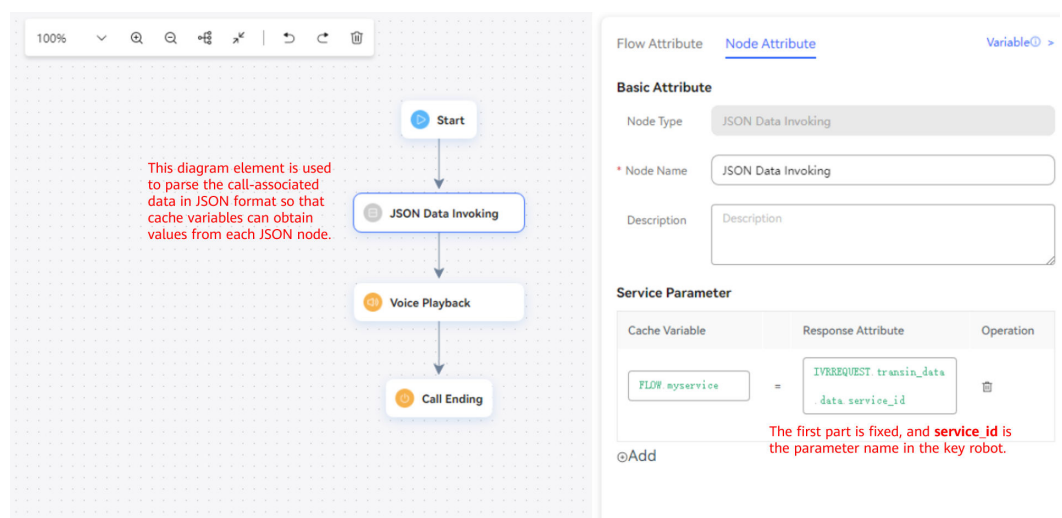 100%
Start
This diagram element is used
to parse the call-associated
data in JSON format so that
cache variables can obtain
values from each JSON node.
JSON Data Invoking
Voice Playback
Call Ending
Flow Attribute Node Attribute Variable >
Basic Attribute
Node Type JSON Data Invoking
* Node Name JSON Data Invoking
Description Description
Service Parameter
Cache Variable Response Attribute Operation
FLOW.myservice = IVRREQUEST.transin_data
.data.service_id
The first part is fixed, and service_id is
the parameter name in the key robot.
Add